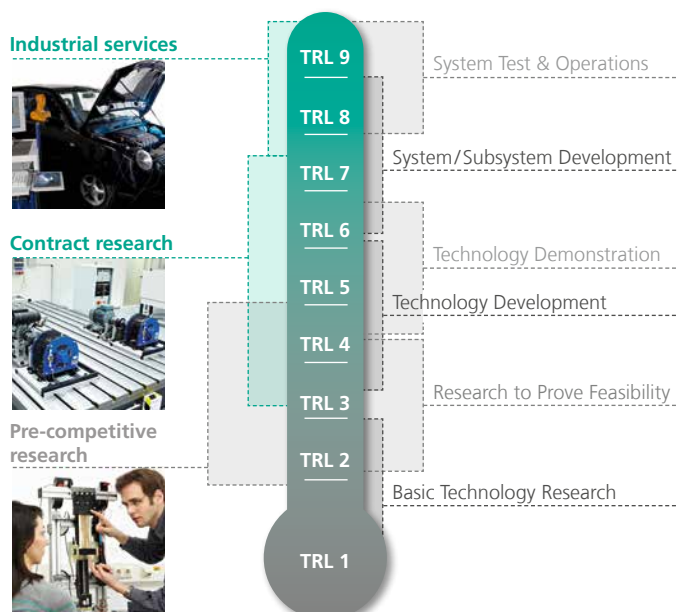 Industrial services
Contract research
Pre-competitive
research
TRL 9
TRL 8
TRL 7
TRL 6
TRL 5
TRL 4
TRL 3
TRL 2
TRL 1
System Test & Operations
System/Subsystem Development
Technology Demonstration
Technology Development
Research to Prove Feasibility
Basic Technology Research